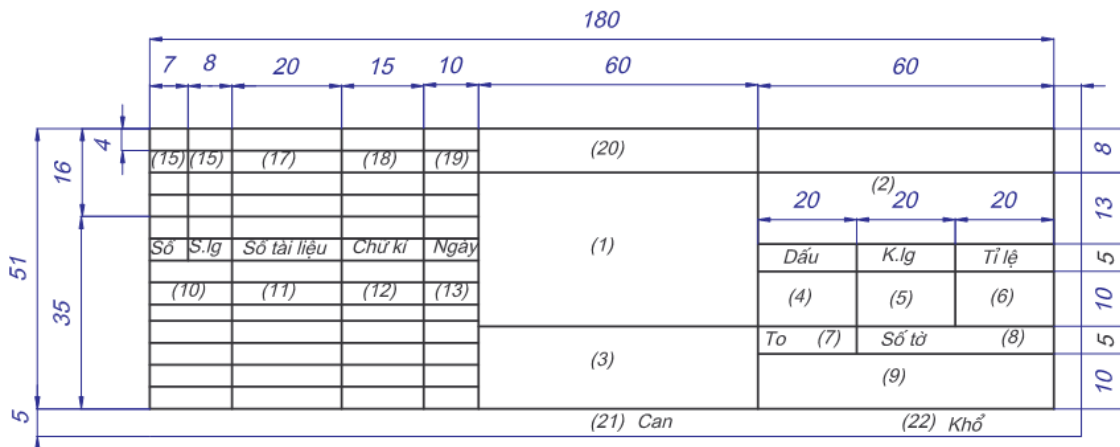 180
7 8 20 15 10 60 60
4
16
51
35
5
(15) (15) (17) (18) (19)
(20)
8
(2)
20 20 20
13
(1)
Số S.lg Số tài liệu Chữ kí Ngày
Dấu K.lg Tỉ lệ
5
(10) (11) (12) (13)
(4) (5) (6)
10
To (7) Số tờ (8)
5
(3)
(9)
10
(21) Can (22) Khổ